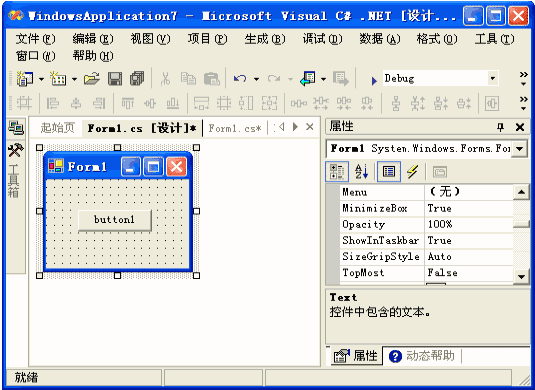 WindowsApplication7 - Microsoft Visual C# .NET [设计...
文件(F) 编辑(E) 视图(V) 项目(P) 生成(B) 调试(D) 数据(A) 格式(O) 工具(T)
窗口(W) 帮助(H)
Debug
起始页 Form1.cs [设计]* Form1.cs*
工具箱
Form1
button1
属性
Form1 System.Windows.Forms.For
Menu (无)
MinimizeBox True
Opacity 100%
ShowInTaskbar True
SizeGripStyle Auto
TopMost False
Text
控件中包含的文本。
属性 动态帮助
就绪